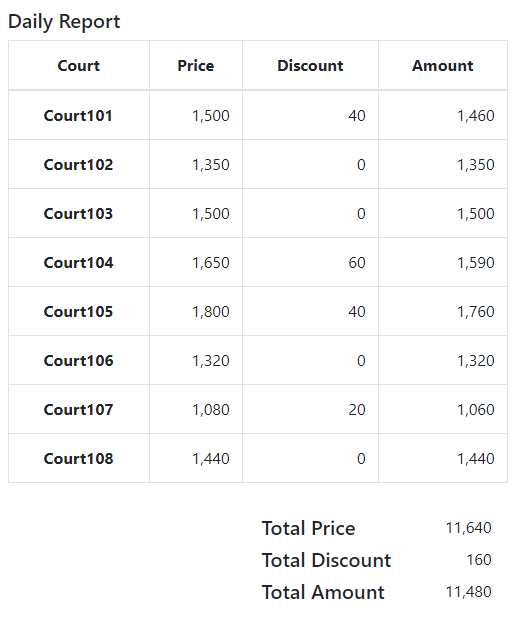 Daily Report
Court Price Discount Amount
Court101 1,500 40 1,460
Court102 1,350 0 1,350
Court103 1,500 0 1,500
Court104 1,650 60 1,590
Court105 1,800 40 1,760
Court106 1,320 0 1,320
Court107 1,080 20 1,060
Court108 1,440 0 1,440
Total Price 11,640
Total Discount 160
Total Amount 11,480